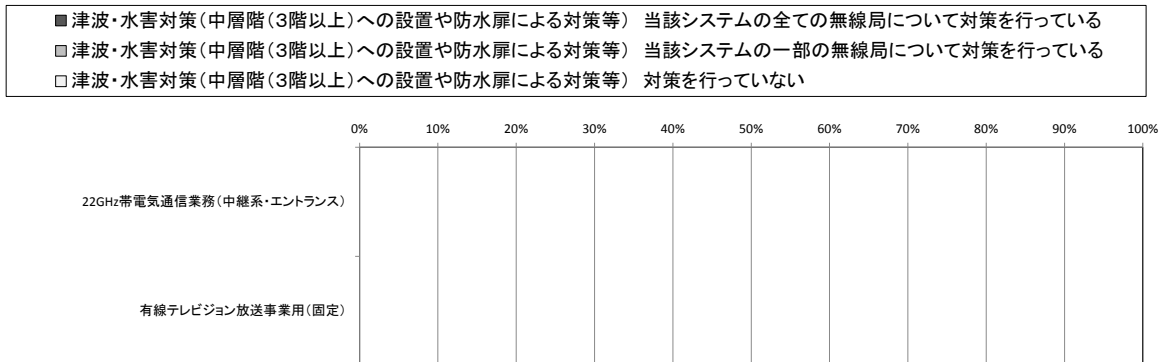 ■津波・水害対策（中層階（3階以上）への設置や防水扉による対策等） 当該システムの全ての無線局について対策を行っている
■津波・水害対策（中層階（3階以上）への設置や防水扉による対策等） 当該システムの一部の無線局について対策を行っている
□津波・水害対策（中層階（3階以上）への設置や防水扉による対策等） 対策を行っていない
0% 10% 20% 30% 40% 50% 60% 70% 80% 90% 100%
22GHz帯電気通信業務（中継系・エントランス）
有線テレビジョン放送事業用（固定）